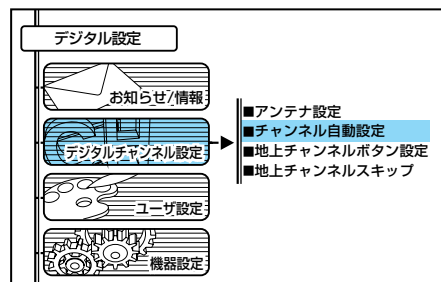 デジタル設定
お知らせ/情報
デジタルチャンネル設定
ユーザ設定
機器設定
■アンテナ設定
■チャンネル自動設定
■地上チャンネルボタン設定
■地上チャンネルスキップ